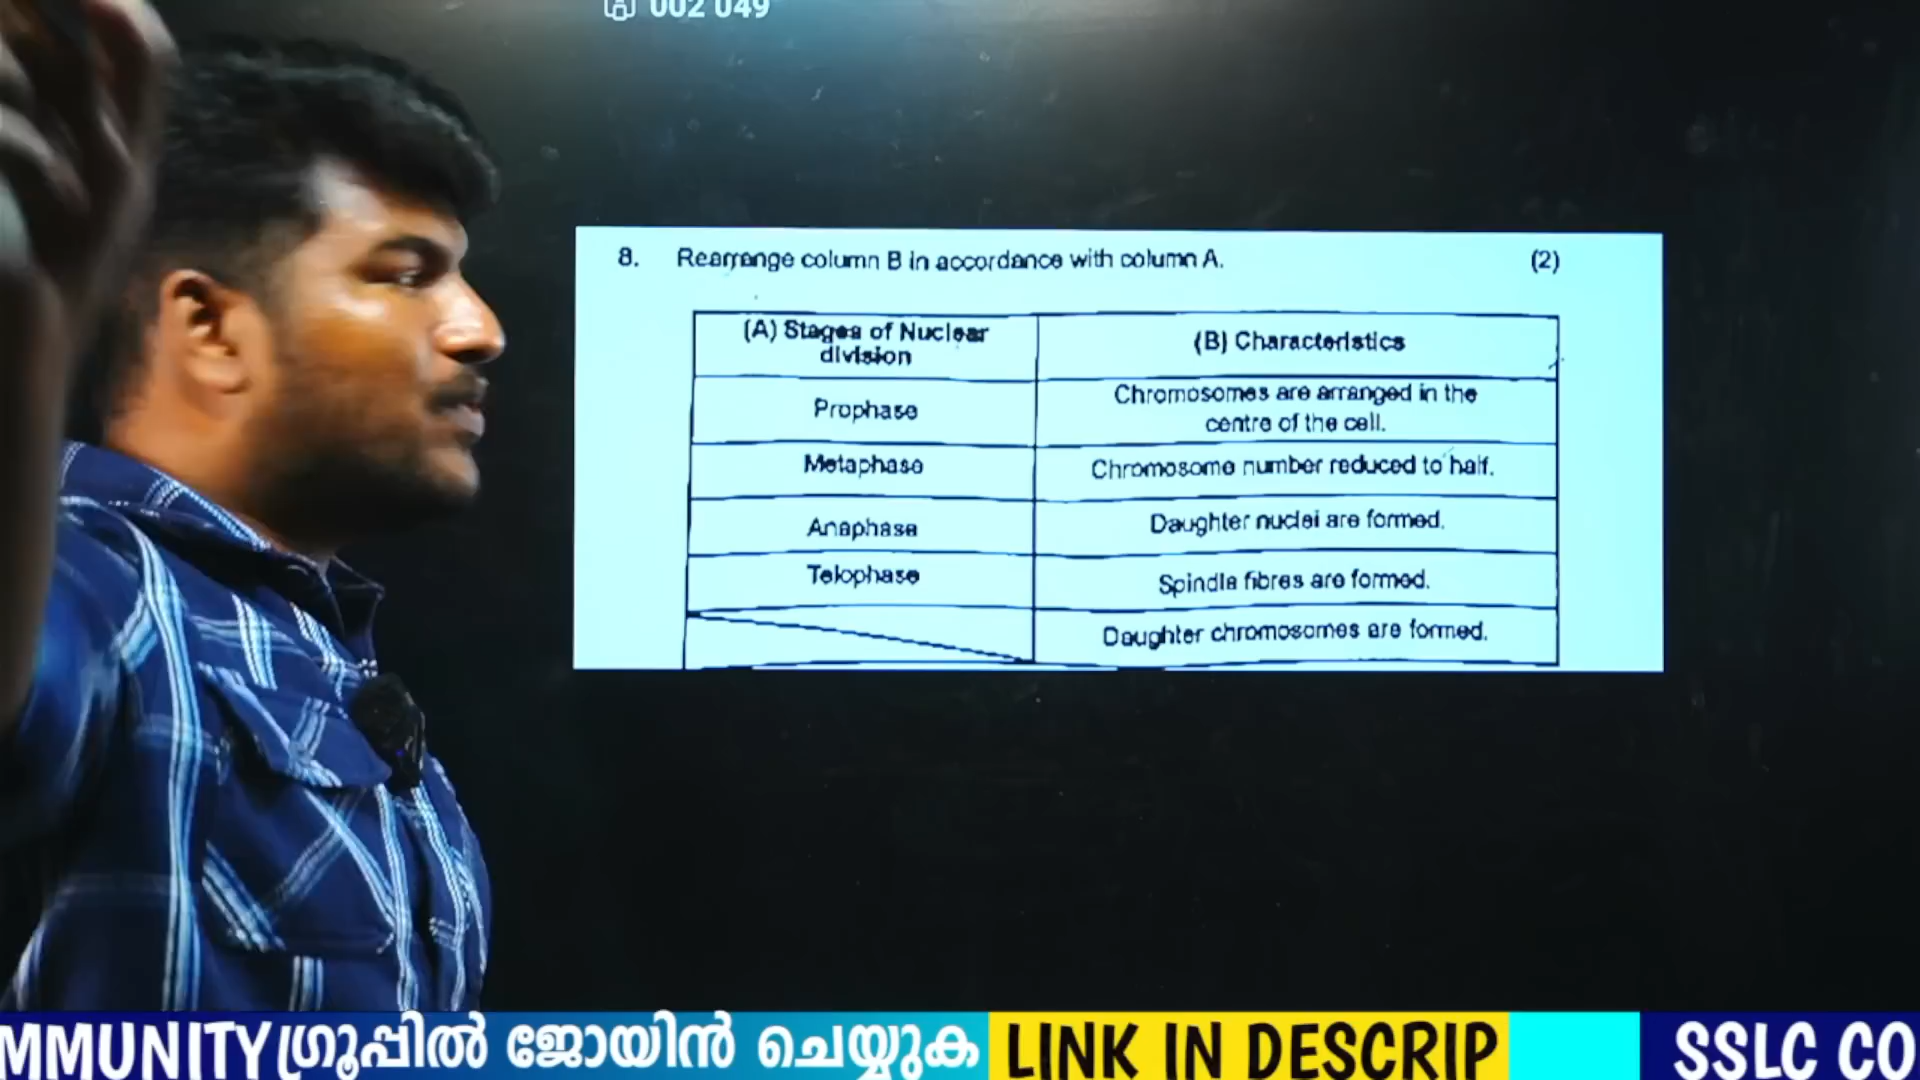 002 049
8. Rearrange column B in accordance with column A. (2)
(A) Stages of Nuclear division
(B) Characteristics
Prophase
Chromosomes are arranged in the centre of the cell.
Metaphase
Chromosome number reduced to half.
Anaphase
Daughter nuclei are formed.
Telophase
Spindle fibres are formed.
Daughter chromosomes are formed.
MMUNITY ഗ്രൂപ്പിൽ ജോയിൻ ചെയ്യുക LINK IN DESCRIP SSLC CO